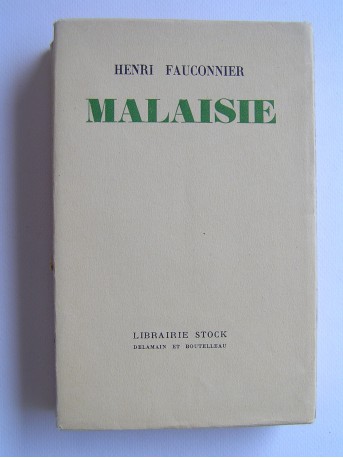 HENRI FAUCONNIER
MALAISIE
LIBRAIRIE STOCK
DELAMAIN ET BOUTELLEAU